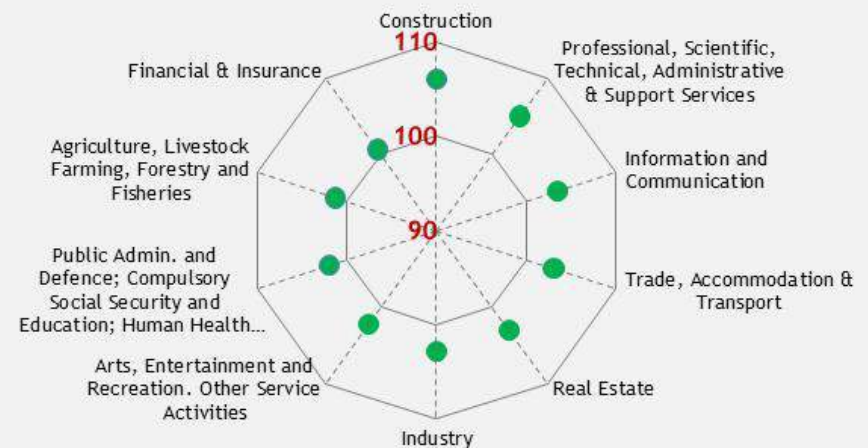 Construction
110
Professional, Scientific,
Technical, Administrative
& Support Services
Financial & Insurance
100
Information and
Communication
Agriculture, Livestock
Farming, Forestry and
Fisheries
90
Public Admin. and
Defence; Compulsory
Social Security and
Education; Human Health...
Trade, Accommodation &
Transport
Arts, Entertainment and
Recreation. Other Service
Activities
Real Estate
Industry